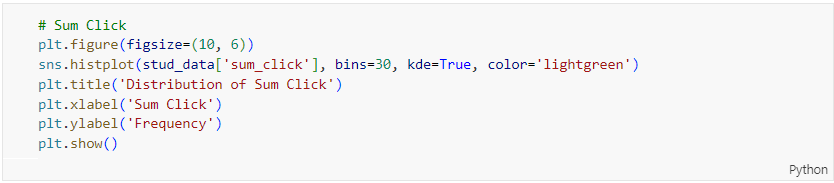 # Sum Click
plt.figure(figsize=(10, 6))
sns.histplot(stud_data['sum_click'], bins=30, kde=True, color='lightgreen')
plt.title('Distribution of Sum Click')
plt.xlabel('Sum Click')
plt.ylabel('Frequency')
plt.show()
Python